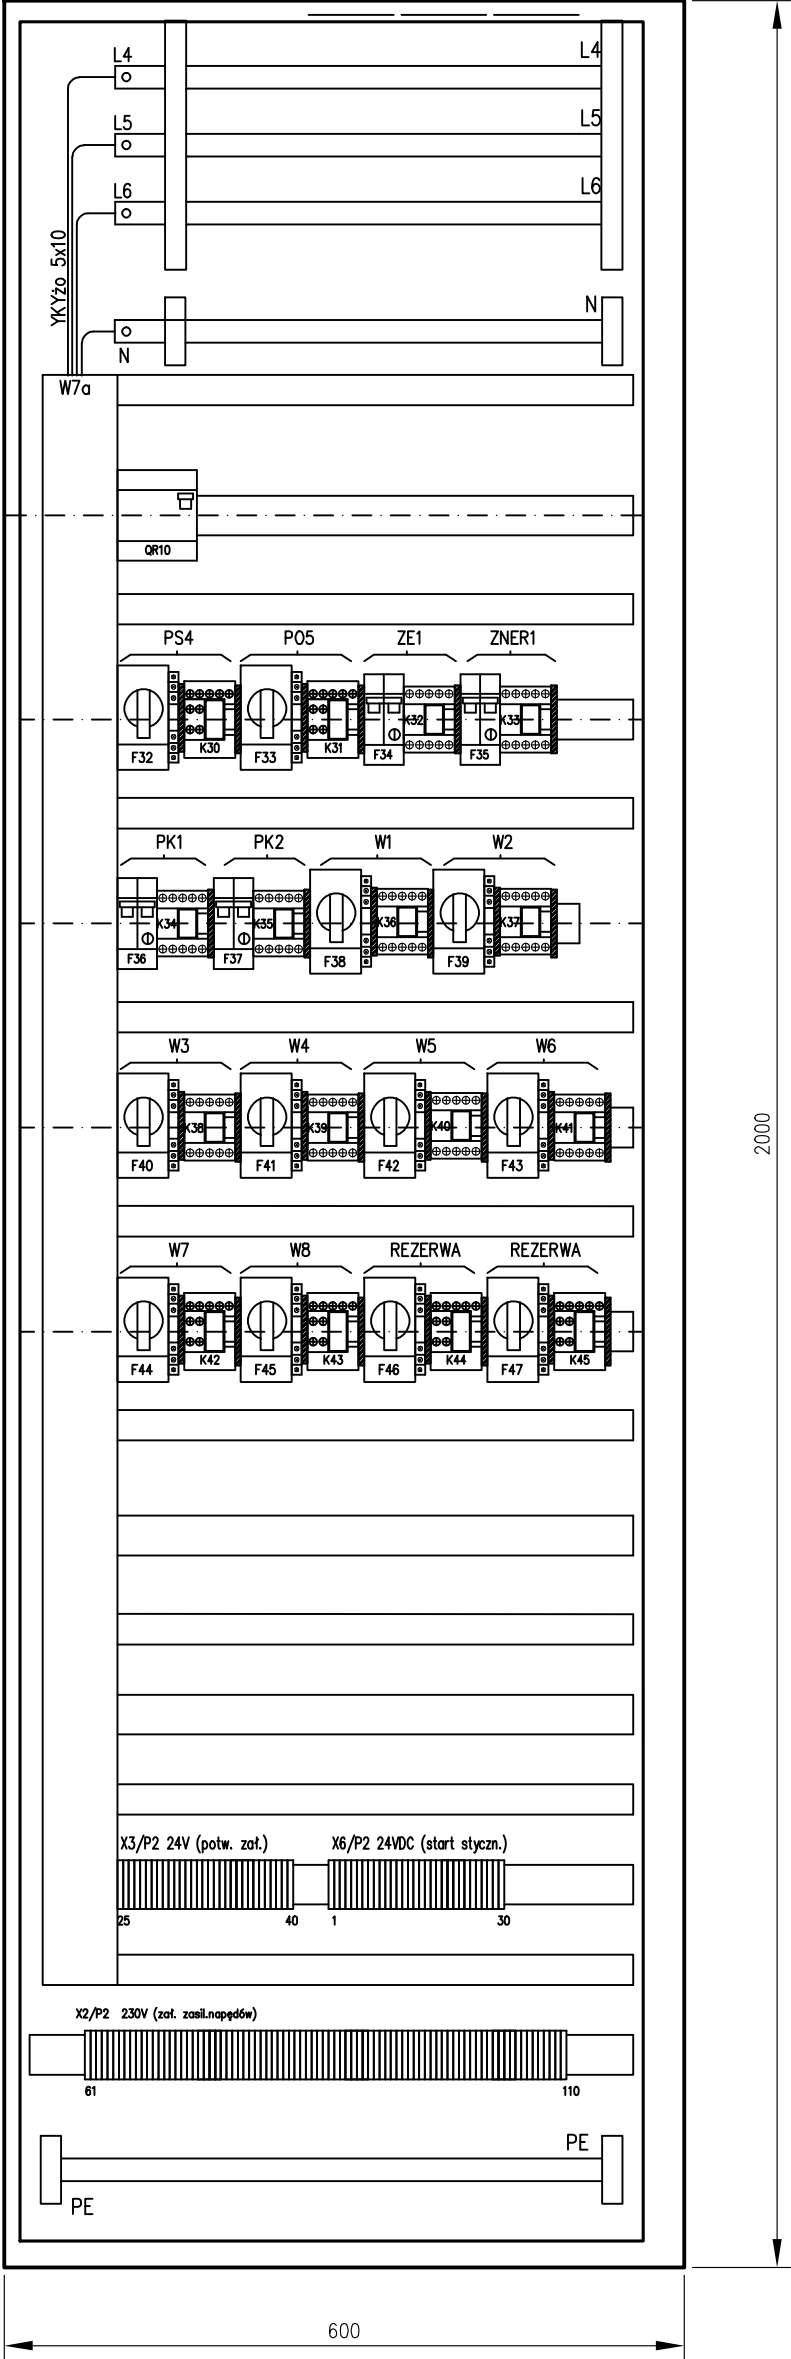 L4 L4
L5 L5
L6 L6
YKYżo 5x10
N N
W7a
QR10
PS4 PO5 ZE1 ZNER1
F32 K30 F33 K31 F34 K32 F35 K33
PK1 PK2 W1 W2
F36 K34 F37 K35 F38 K36 F39 K37
W3 W4 W5 W6
F40 K38 F41 K39 F42 K40 F43 K41
2000
W7 W8 REZERWA REZERWA
F44 K42 F45 K43 F46 K44 F47 K45
X3/P2 24V (potw. zał.) X6/P2 24VDC (start styczn.)
25 40 1 30
X2/P2 230V (zał. zasil.napędów)
61 110
PE
PE
600